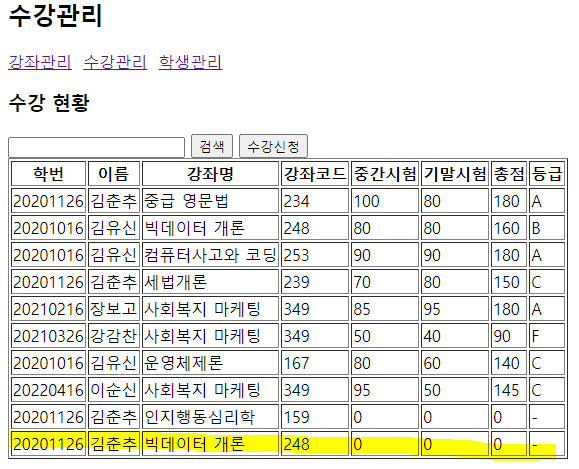 수강관리
강좌관리 수강관리 학생관리
수강 현황
검색 수강신청
학번 이름 강좌명 강좌코드 중간시험 기말시험 총점 등급
20201126 김춘추 중급 영문법 234 100 80 180 A
20201016 김유신 빅데이터 개론 248 80 80 160 B
20201016 김유신 컴퓨터사고와 코딩 253 90 90 180 A
20201126 김춘추 세법개론 239 70 80 150 C
20210216 장보고 사회복지 마케팅 349 85 95 180 A
20210326 강감찬 사회복지 마케팅 349 50 40 90 F
20201016 김유신 운영체제론 167 80 60 140 C
20220416 이순신 사회복지 마케팅 349 95 50 145 C
20201126 김춘추 인지행동심리학 159 0 0 0 -
20201126 김춘추 빅데이터 개론 248 0 0 0 -